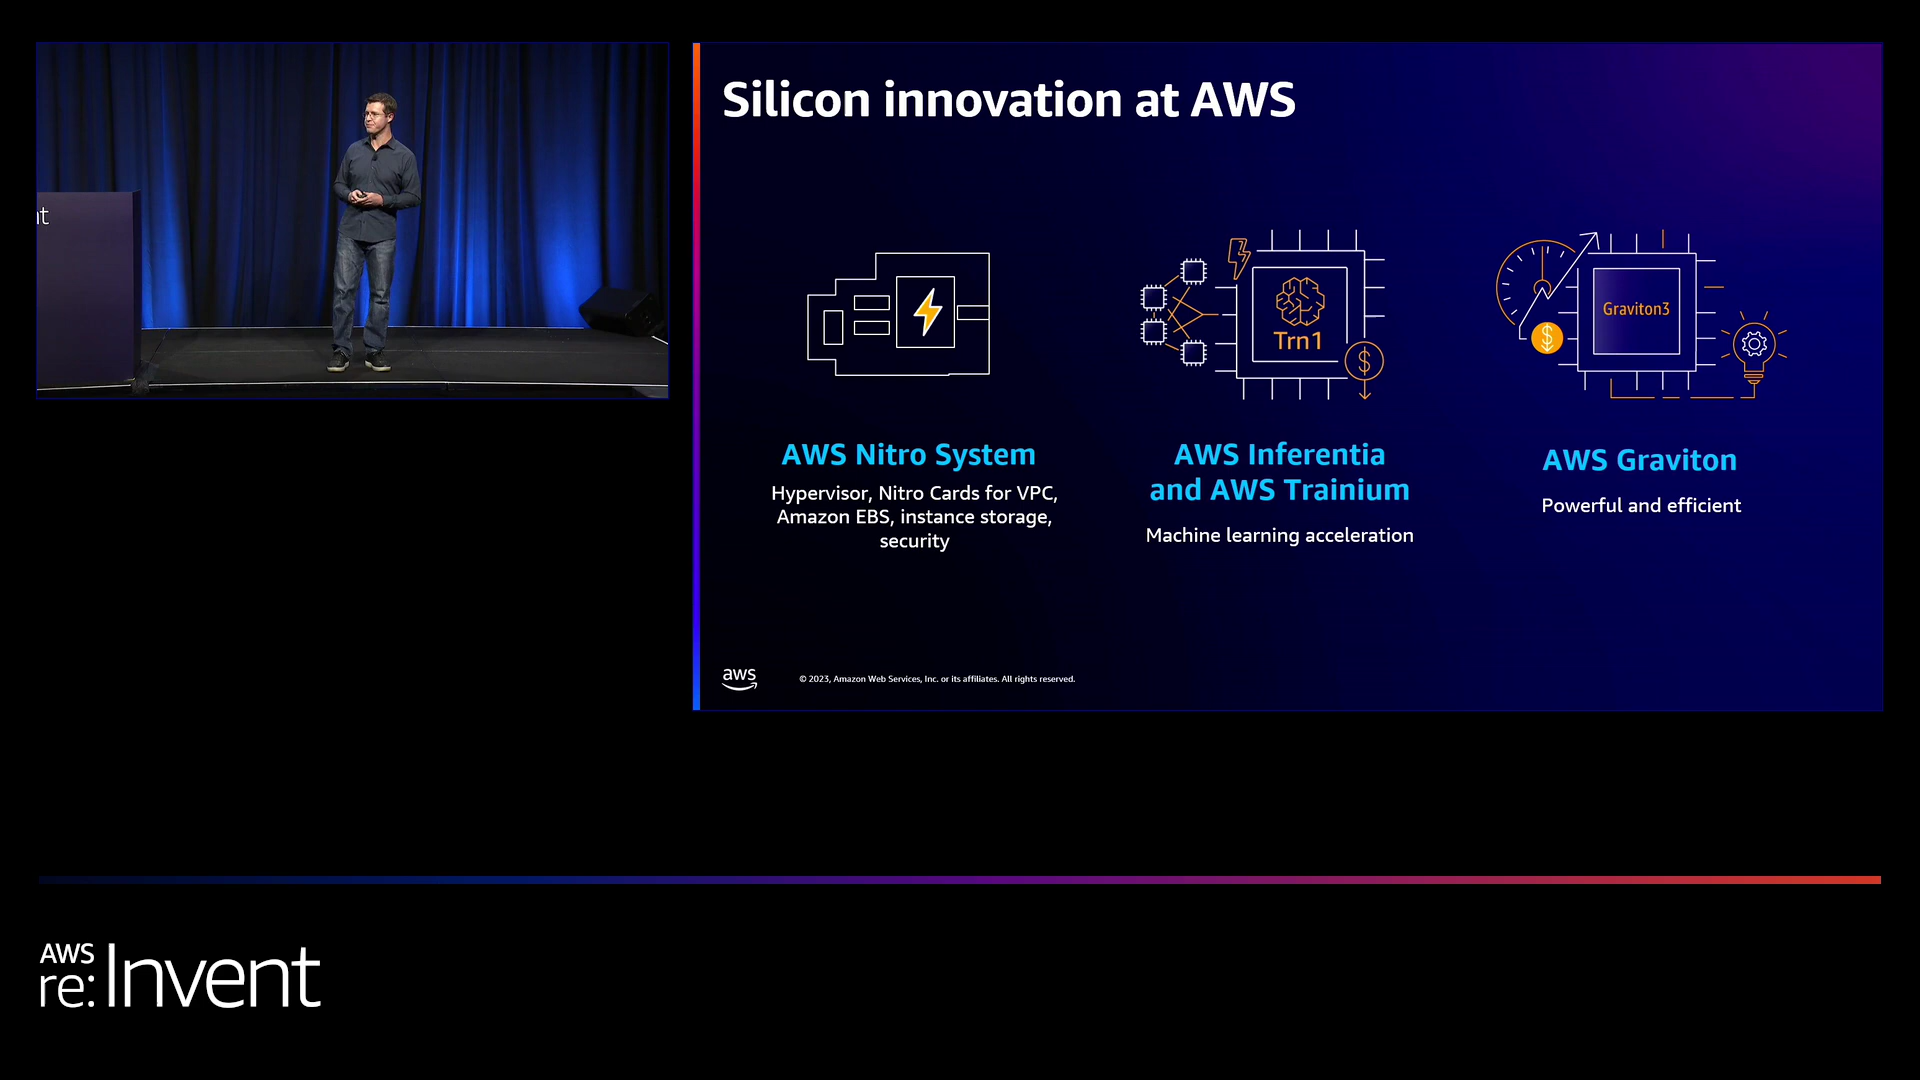 nt
Silicon innovation at AWS
Trn1
Graviton3
AWS Nitro System
Hypervisor, Nitro Cards for VPC,
Amazon EBS, instance storage,
security
AWS Inferentia
and AWS Trainium
Machine learning acceleration
AWS Graviton
Powerful and efficient
aws
© 2023, Amazon Web Services, Inc. or its affiliates. All rights reserved.
AWS
re:Invent